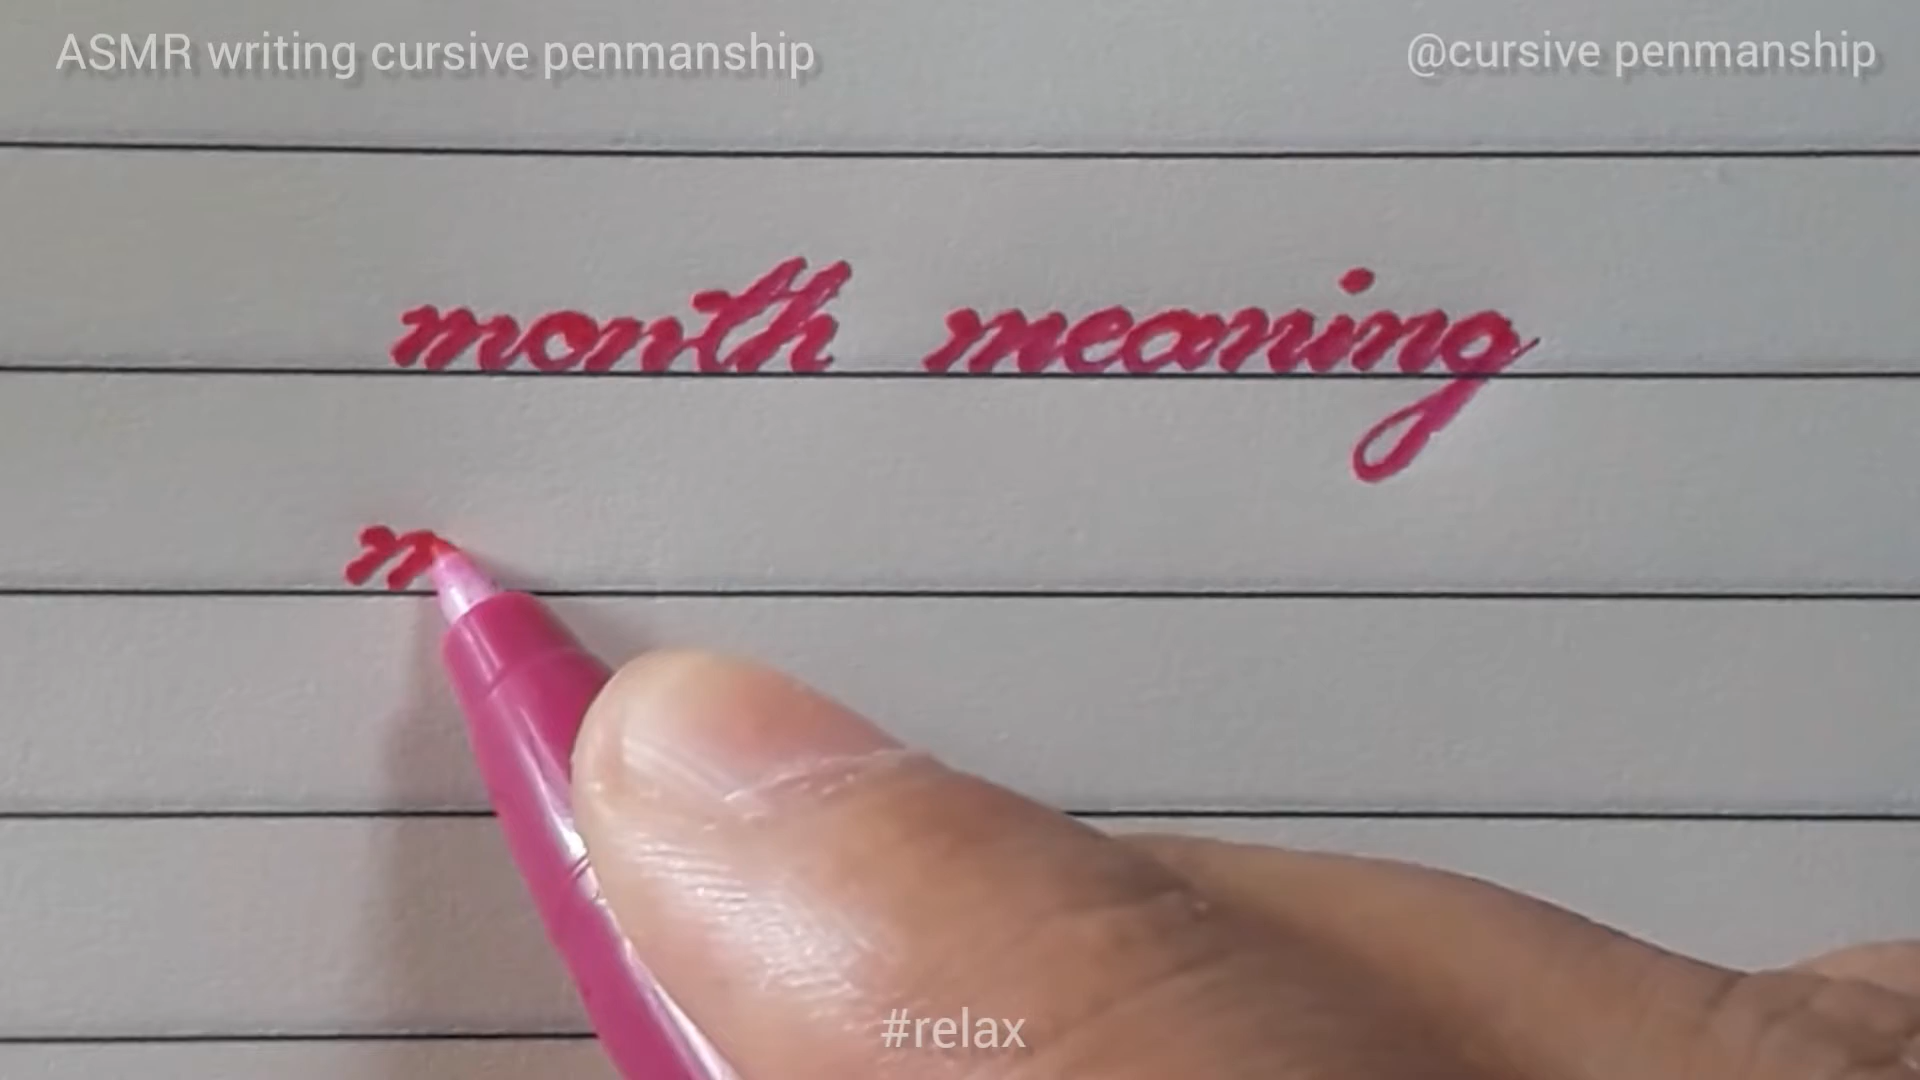 ASMR writing cursive penmanship
@cursive penmanship
month meaning
#relax